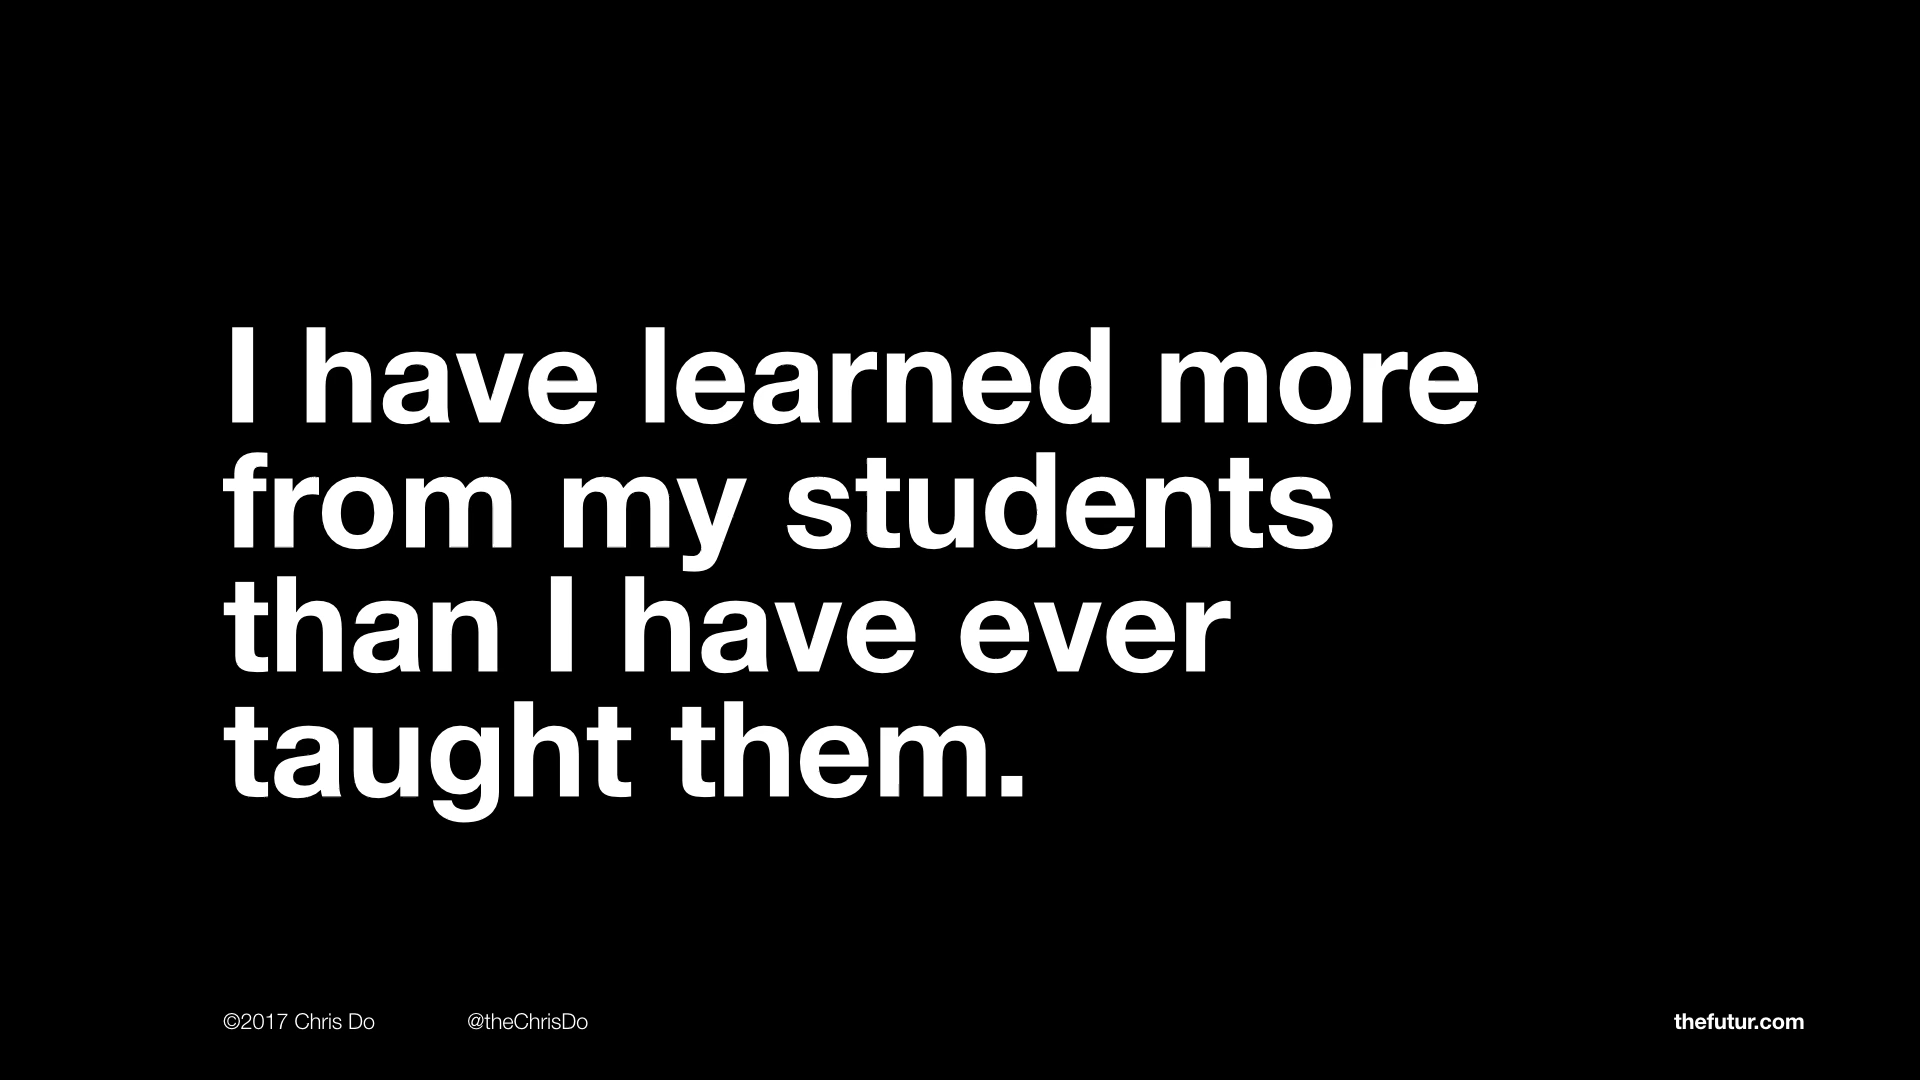 I have learned more
from my students
than I have ever
taught them.
©2017 Chris Do
@theChrisDo
thefutur.com